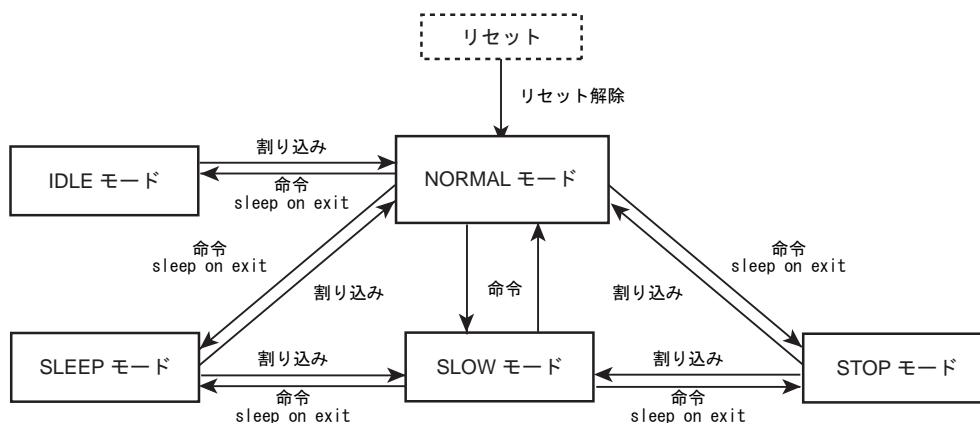 リセット
リセット解除
割り込み
IDLE モード
NORMAL モード
命令
sleep on exit
命令
sleep on exit
命令
sleep on exit
割り込み
命令
割り込み
SLEEP モード
割り込み
SLOW モード
割り込み
STOP モード
命令
sleep on exit
命令
sleep on exit